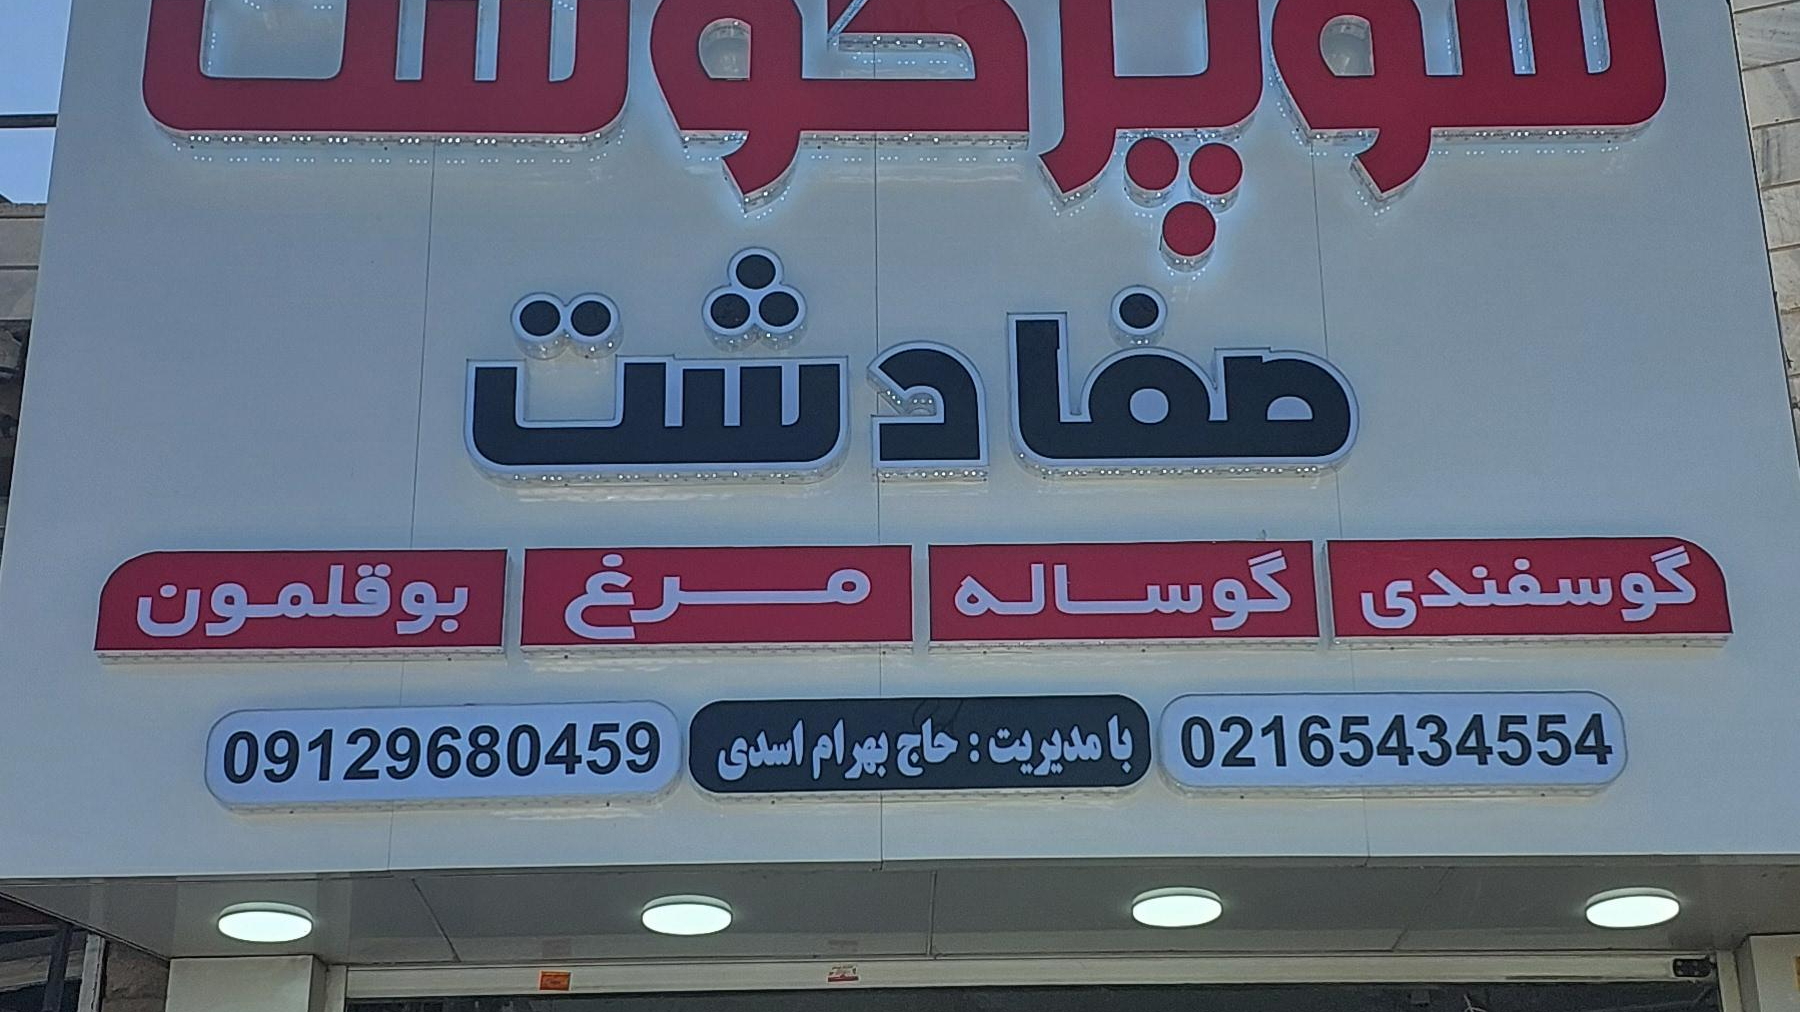 سوپرگوشت
صفادشت
گوسفندی گوساله مرغ بوقلمون
02165434554 با مدیریت : حاج بهرام اسدی 09129680459